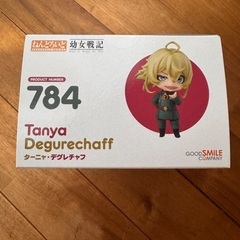 ねんどろいど
幼女戦記
PRODUCT NUMBER
784
Tanya
Degurechaff
ターニャ・デグレチャフ
GOOD SMILE
COMPANY